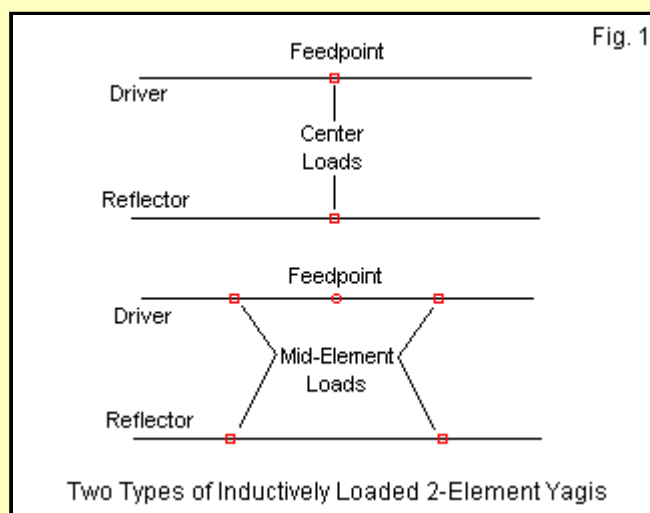 Fig. 1
Feedpoint
Driver
Center
Loads
Reflector
Feedpoint
Driver
Mid-Element
Loads
Reflector
Two Types of Inductively Loaded 2-Element Yagis